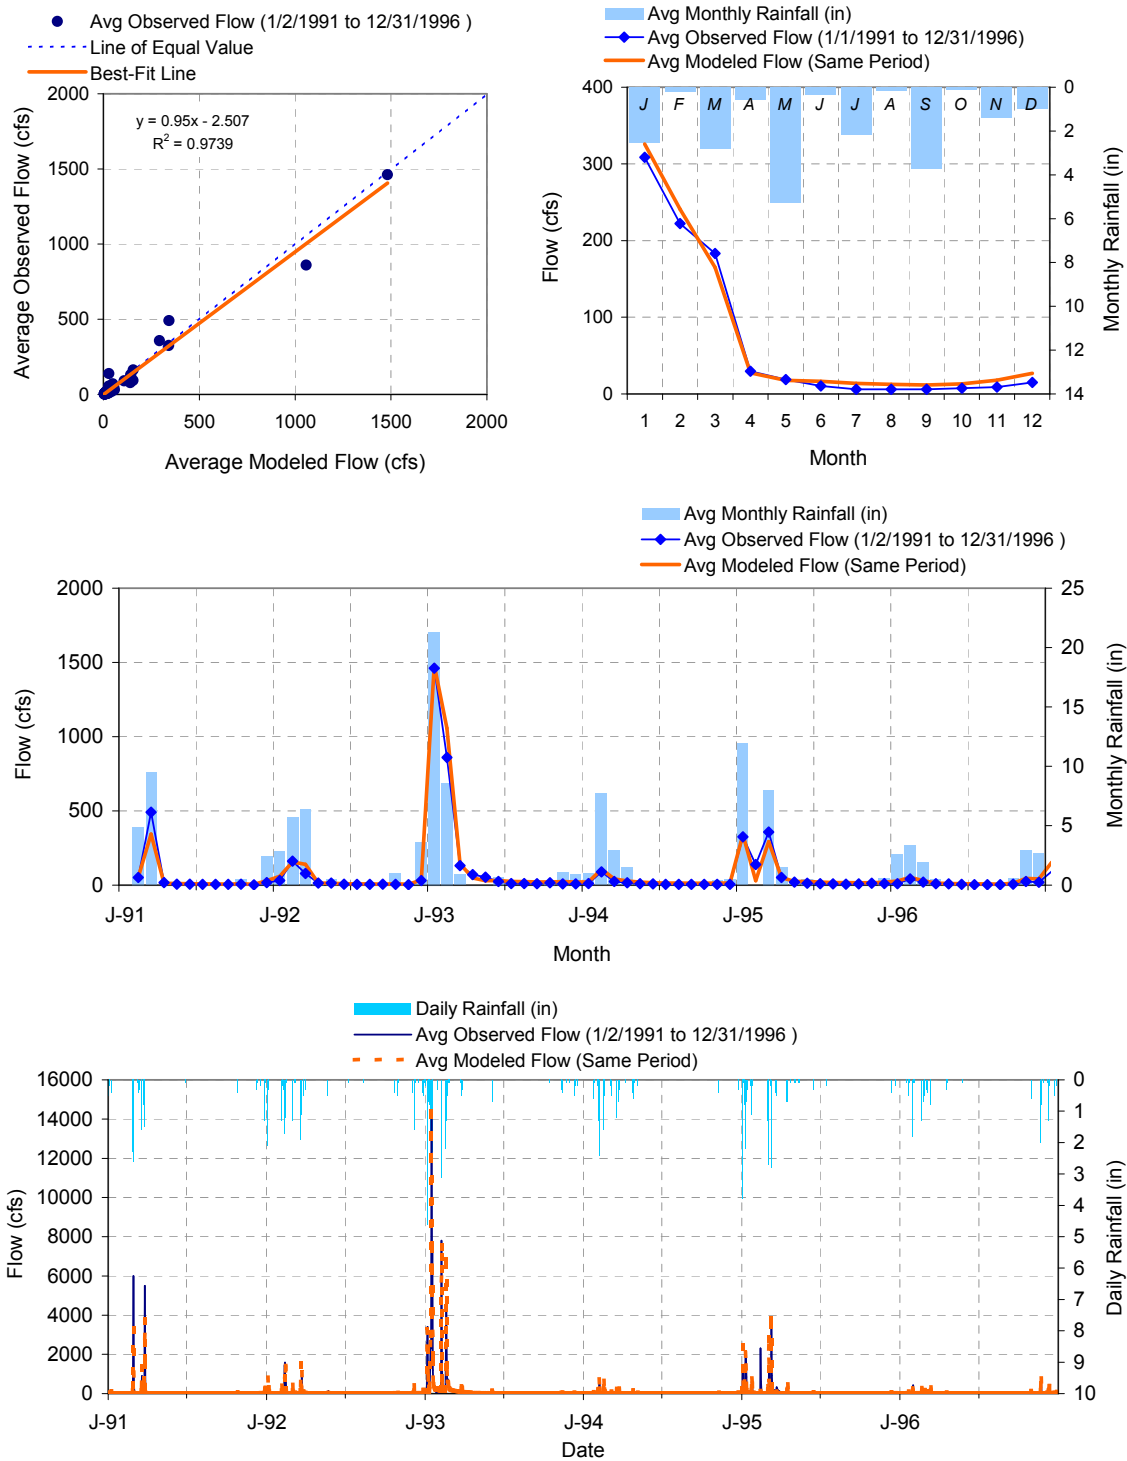 Avg Observed Flow (1/2/1991 to 12/31/1996 )
Line of Equal Value
Best-Fit Line
y = 0.95x - 2.507
R² = 0.9739
2000
1500
1000
500
0
0 500 1000 1500 2000
Average Observed Flow (cfs)
Average Modeled Flow (cfs)
Avg Monthly Rainfall (in)
Avg Observed Flow (1/1/1991 to 12/31/1996)
Avg Modeled Flow (Same Period)
J F M A M J J A S O N D
400
300
200
100
0
0
2
4
6
8
10
12
14
1 2 3 4 5 6 7 8 9 10 11 12
Flow (cfs)
Monthly Rainfall (in)
Month
Avg Monthly Rainfall (in)
Avg Observed Flow (1/2/1991 to 12/31/1996 )
Avg Modeled Flow (Same Period)
2000
1500
1000
500
0
25
20
15
10
5
0
J-91 J-92 J-93 J-94 J-95 J-96
Flow (cfs)
Monthly Rainfall (in)
Month
Daily Rainfall (in)
Avg Observed Flow (1/2/1991 to 12/31/1996 )
Avg Modeled Flow (Same Period)
16000
14000
12000
10000
8000
6000
4000
2000
0
0
1
2
3
4
5
6
7
8
9
10
J-91 J-92 J-93 J-94 J-95 J-96
Flow (cfs)
Daily Rainfall (in)
Date